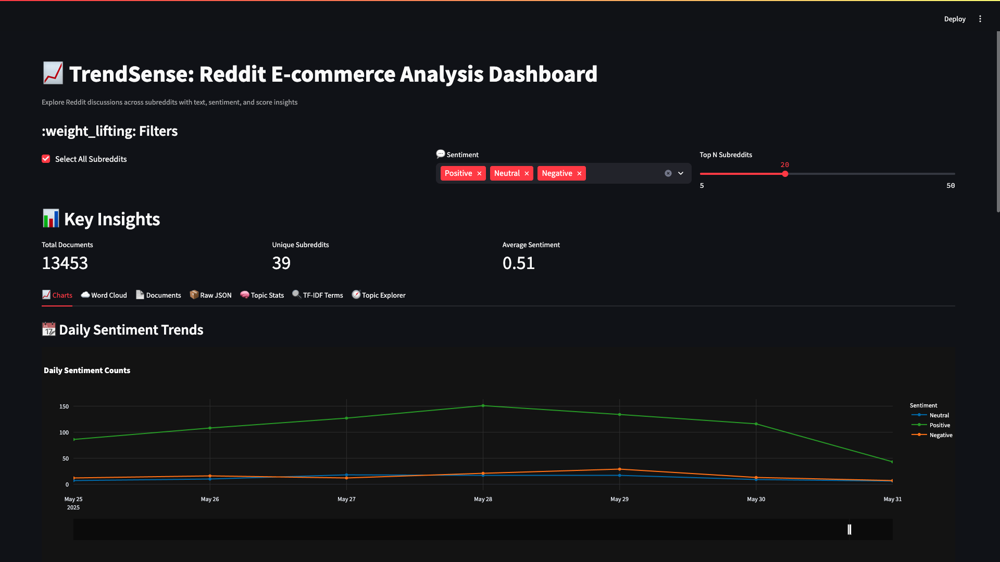 Deploy
TrendSense: Reddit E-commerce Analysis Dashboard
Explore Reddit discussions across subreddits with text, sentiment, and score insights
:weight_lifting: Filters
Select All Subreddits
Sentiment
Positive Neutral Negative
Top N Subreddits
20
5 50
Key Insights
Total Documents
13453
Unique Subreddits
39
Average Sentiment
0.51
Charts Word Cloud Documents Raw JSON Topic Stats TF-IDF Terms Topic Explorer
17 Daily Sentiment Trends
Daily Sentiment Counts
150
100
50
0
May 25 May 26 May 27 May 28 May 29 May 30 May 31
2025
Sentiment
Neutral
Positive
Negative